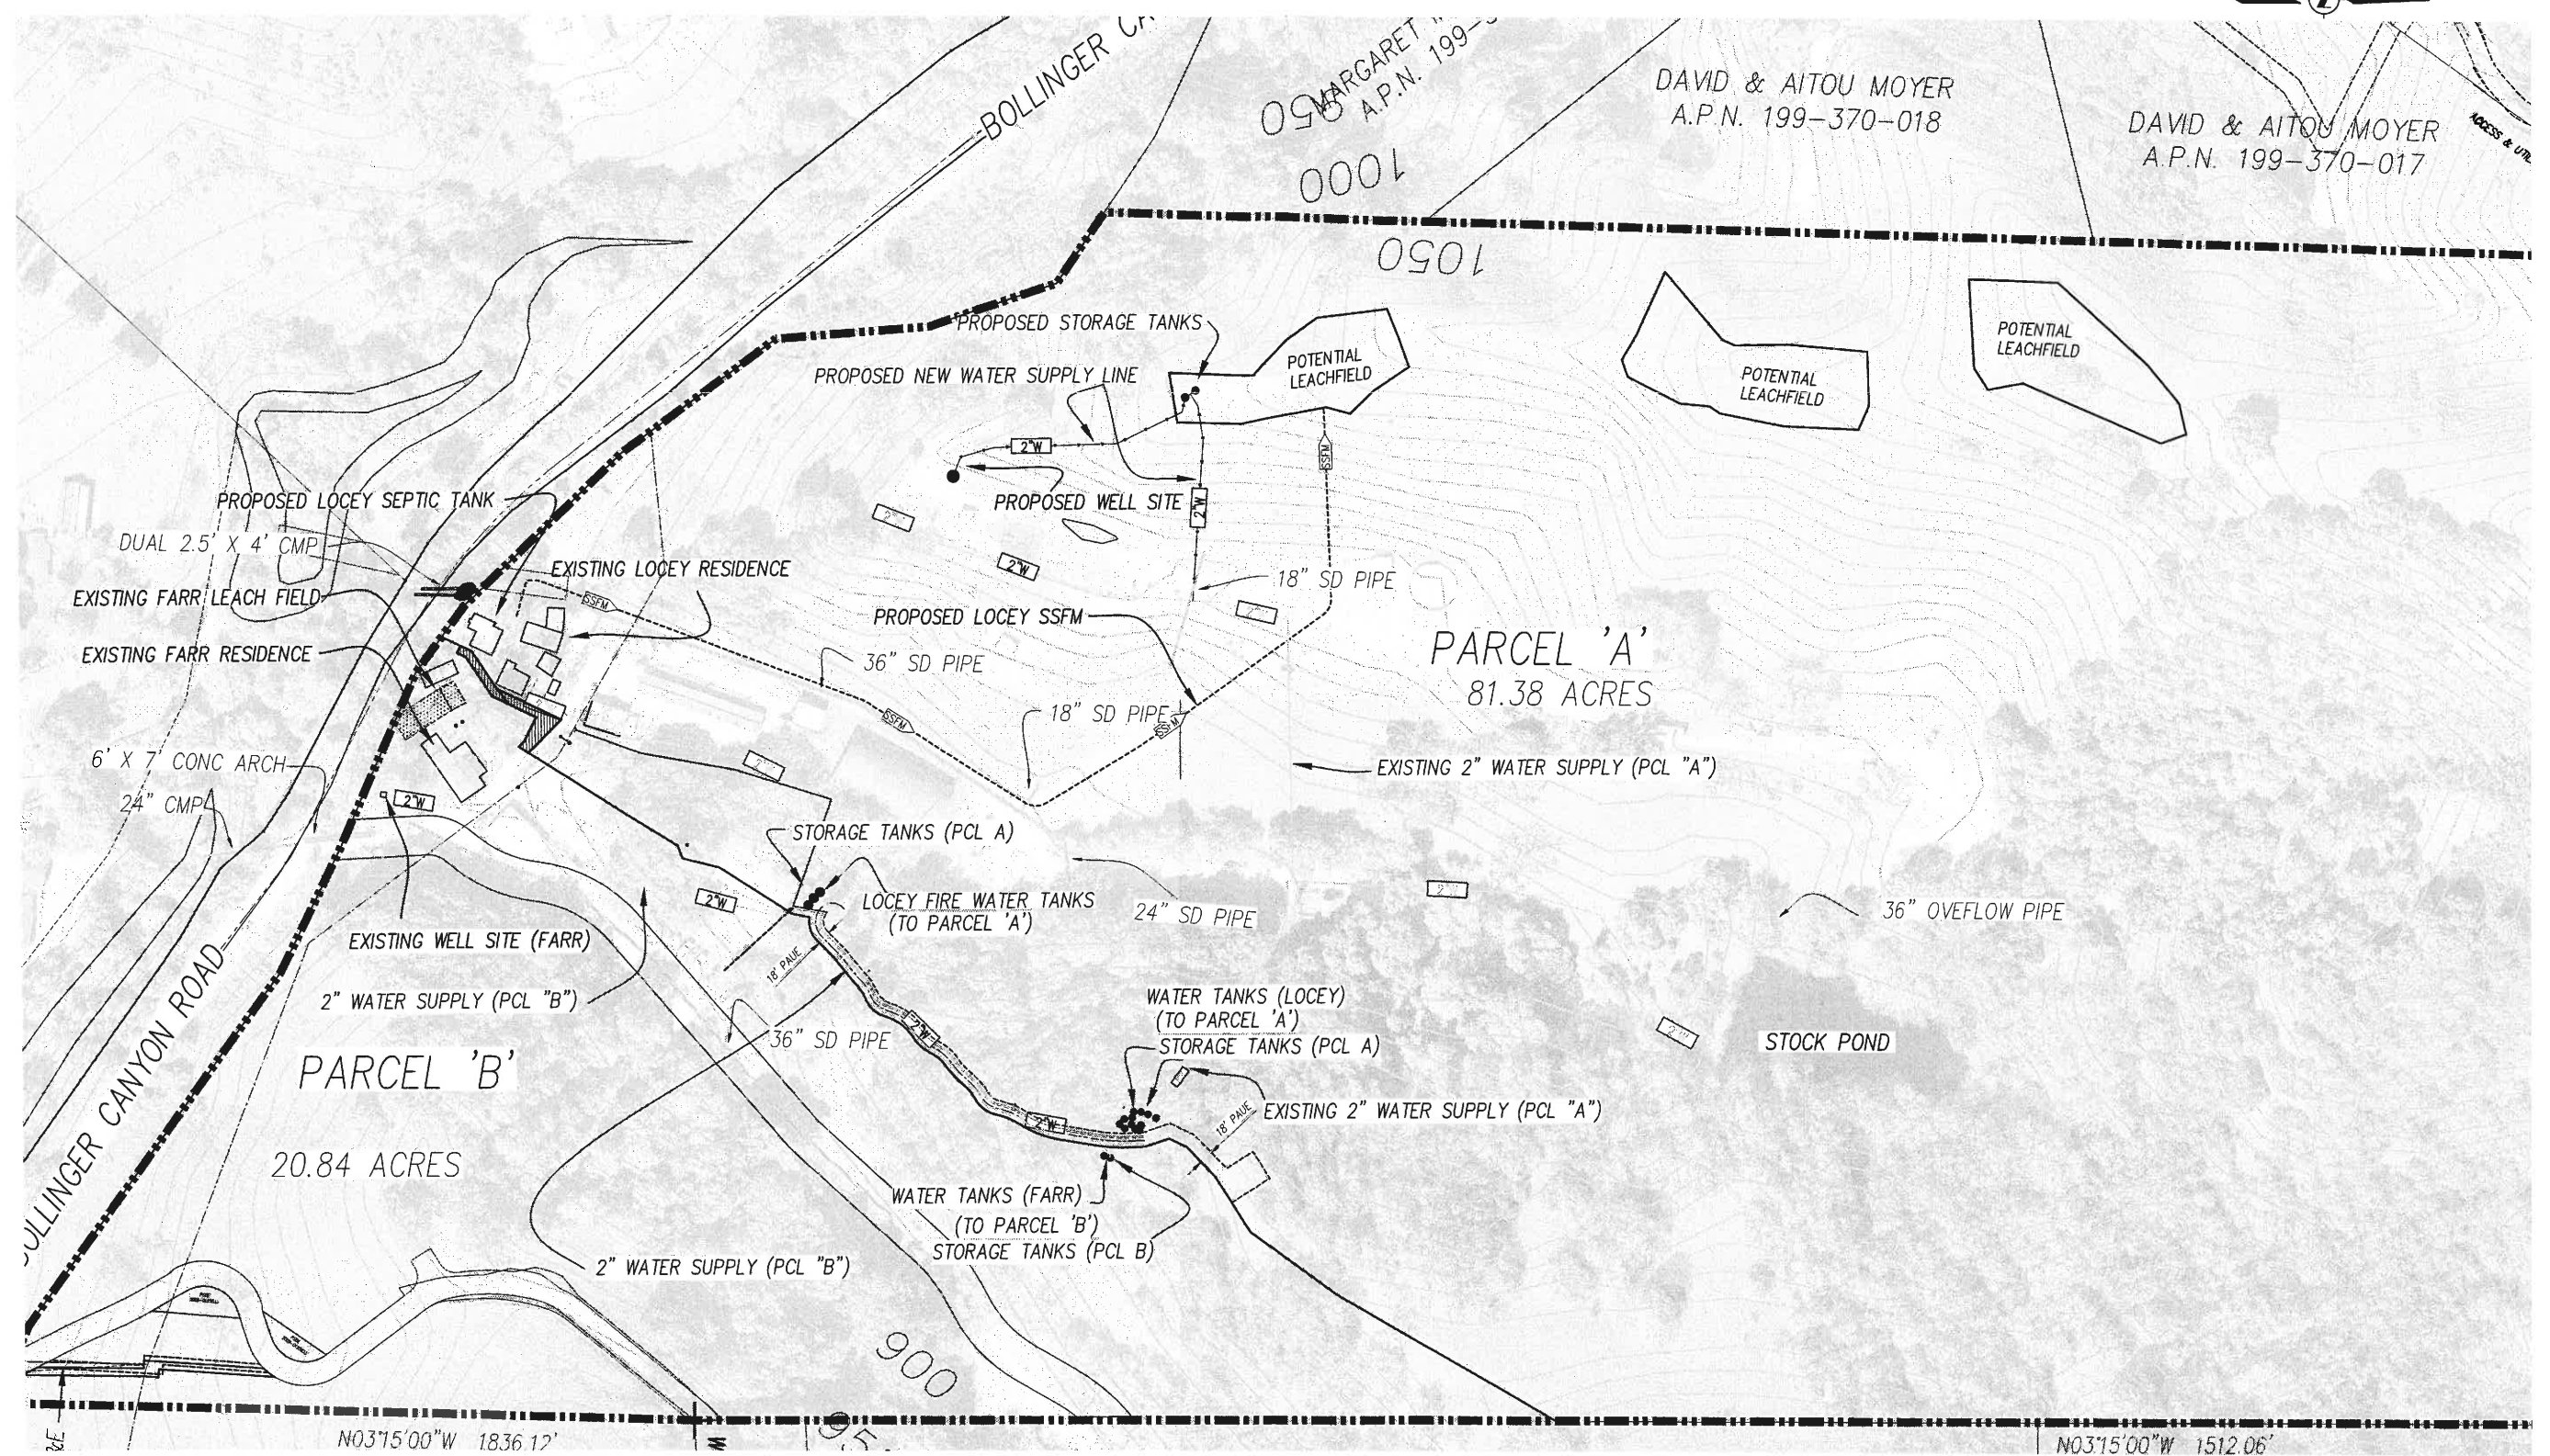 BOLLINGER
MARGARET
A.P.N. 199-
950
1000
1050
DAVID & AITOU MOYER
A.P.N. 199-370-018
DAVID & AITOU MOYER
A.P.N. 199-370-017
ACCESS &
PROPOSED STORAGE TANKS
PROPOSED NEW WATER SUPPLY LINE
POTENTIAL
LEACHFIELD
POTENTIAL
LEACHFIELD
POTENTIAL
LEACHFIELD
2"W
SSFM
PROPOSED LOCEY SEPTIC TANK
PROPOSED WELL SITE
2"W
DUAL 2.5' X 4' CMP
EXISTING LOCEY RESIDENCE
2"W
18" SD PIPE
EXISTING FARR LEACH FIELD
SSFM
PROPOSED LOCEY SSFM
EXISTING FARR RESIDENCE
36" SD PIPE
PARCEL 'A'
81.38 ACRES
SSFM
18" SD PIPE
SSFM
6' X 7' CONC ARCH
EXISTING 2" WATER SUPPLY (PCL "A")
24" CMP
2"W
STORAGE TANKS (PCL A)
2"W
LOCEY FIRE WATER TANKS
(TO PARCEL 'A')
24" SD PIPE
36" OVEFLOW PIPE
EXISTING WELL SITE (FARR)
18' PAUE
2" WATER SUPPLY (PCL "B")
36" SD PIPE
2"W
WATER TANKS (LOCEY)
(TO PARCEL 'A')
STORAGE TANKS (PCL A)
STOCK POND
BOLLINGER CANYON ROAD
PARCEL 'B'
20.84 ACRES
2"W
18' PAUE
EXISTING 2" WATER SUPPLY (PCL "A")
WATER TANKS (FARR)
(TO PARCEL 'B')
STORAGE TANKS (PCL B)
2" WATER SUPPLY (PCL "B")
900
N03°15'00"W 1836.12'
N03°15'00"W 1512.06'